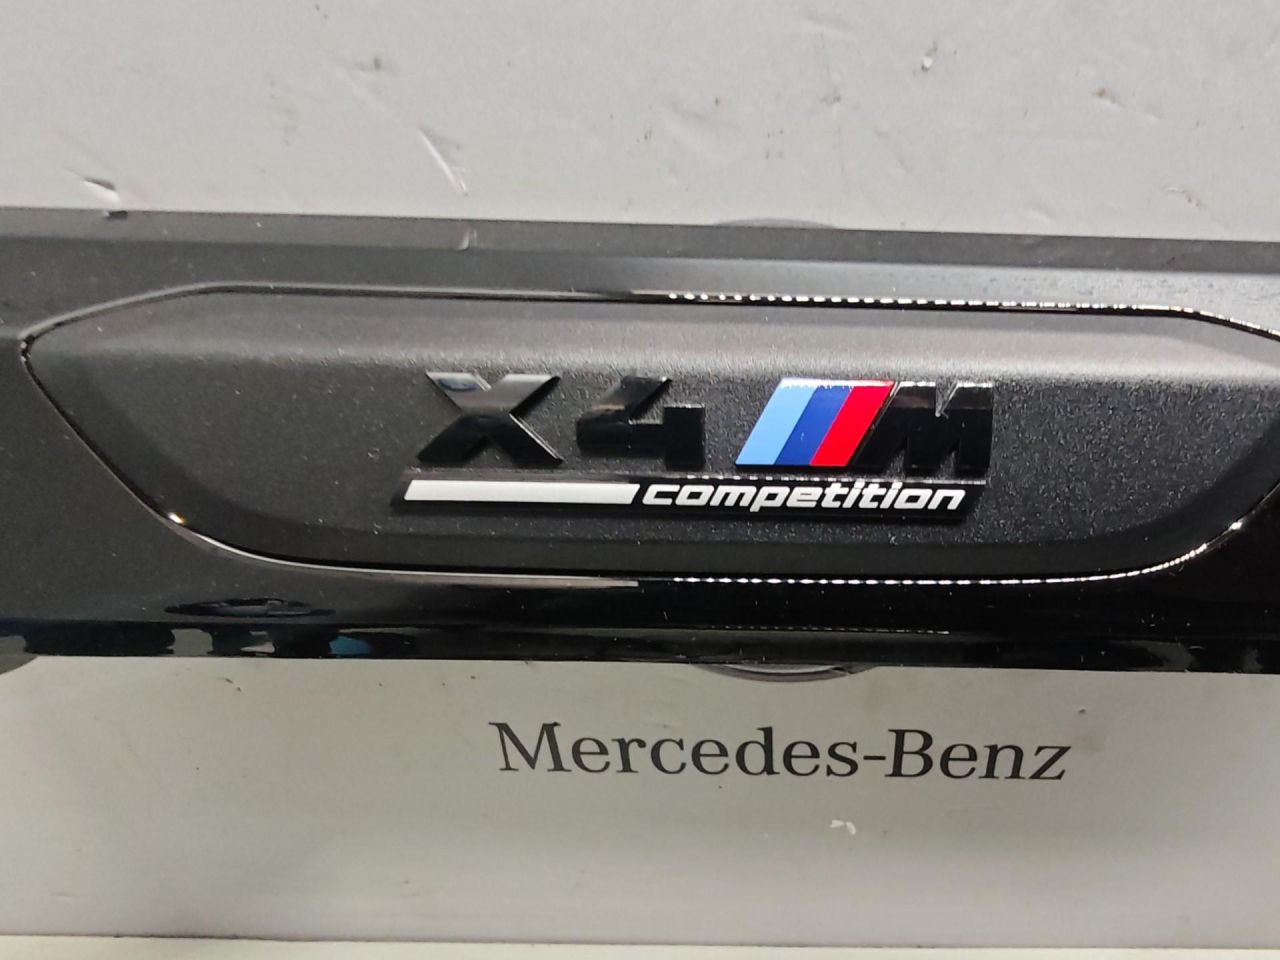 X4 M
competition
Mercedes-Benz